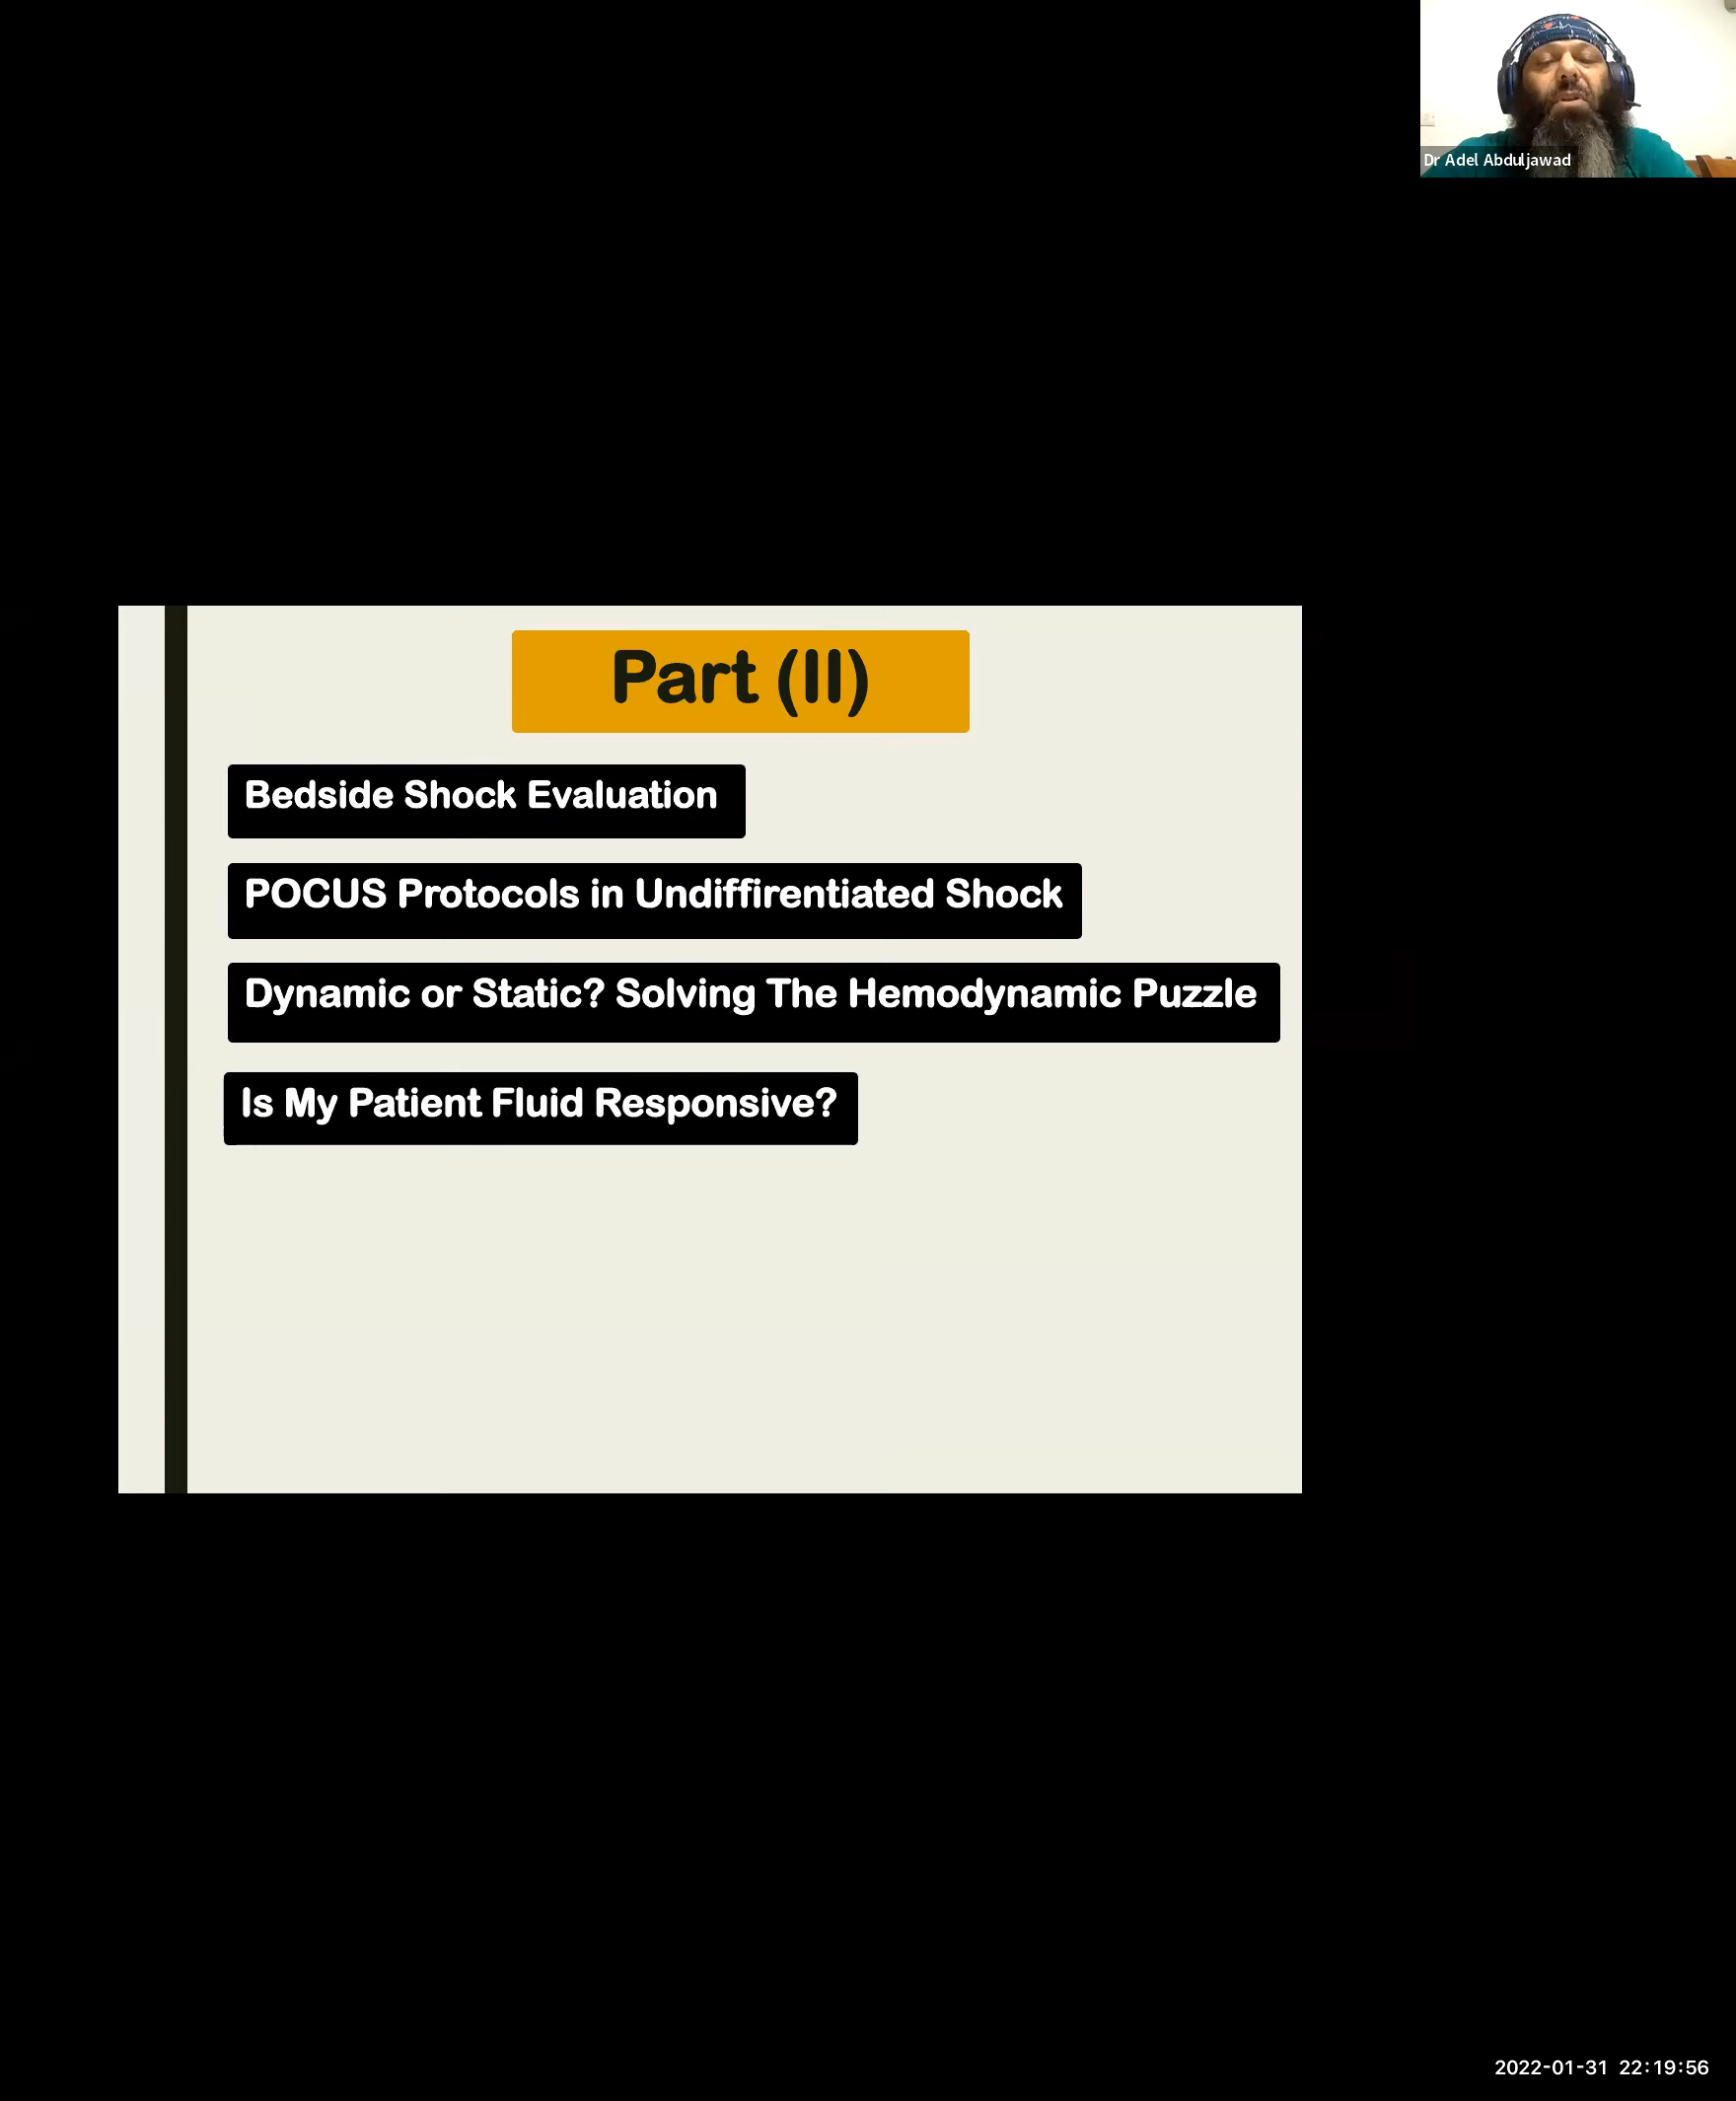 Dr Adel Abduljawad
Part (II)
Bedside Shock Evaluation
POCUS Protocols in Undiffirentiated Shock
Dynamic or Static? Solving The Hemodynamic Puzzle
Is My Patient Fluid Responsive?
2022-01-31 22:19:56